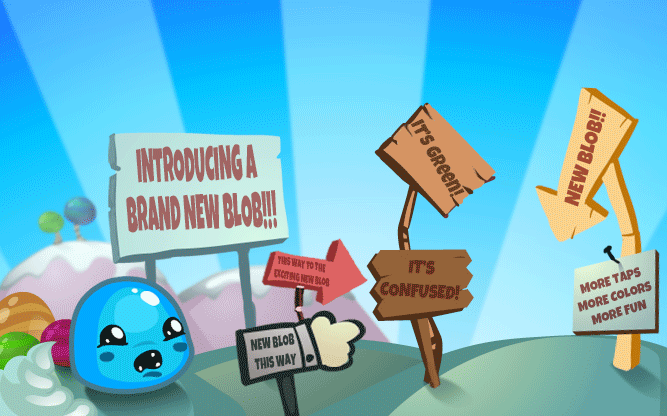 INTRODUCING A
BRAND NEW BLOB!!!
THIS WAY TO THE
EXCITING NEW BLOB
NEW BLOB
THIS WAY
IT'S GREEN!
IT'S
CONFUSED!
NEW BLOB!!
MORE TAPS
MORE COLORS
MORE FUN